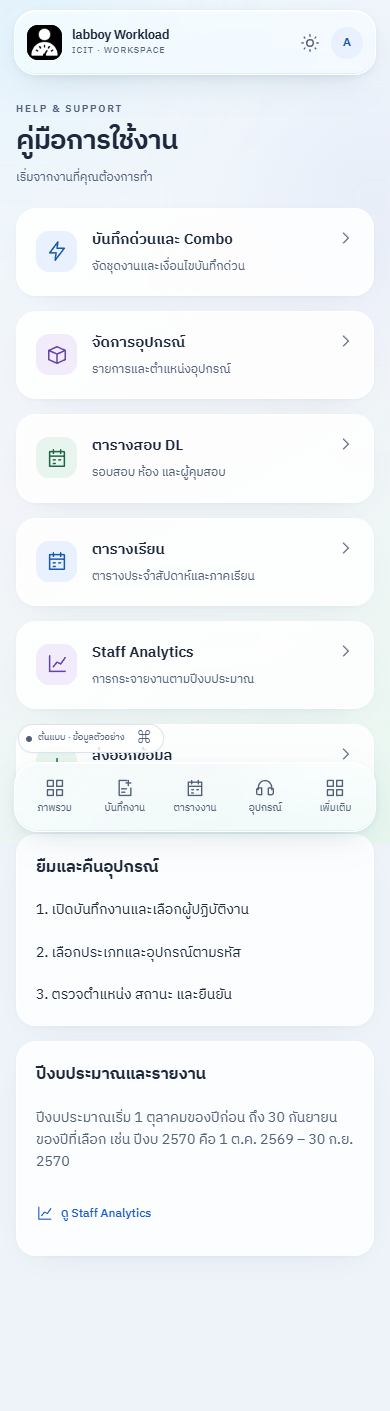 labboy Workload
ICIT · WORKSPACE
A
HELP & SUPPORT
คู่มือการใช้งาน
เริ่มจากงานที่คุณต้องการทำ
บันทึกด่วนและ Combo
จัดชุดงานและเงื่อนไขบันทึกด่วน
จัดการอุปกรณ์
รายการและตำแหน่งอุปกรณ์
ตารางสอบ DL
รอบสอบ ห้อง และผู้คุมสอบ
ตารางเรียน
ตารางประจำสัปดาห์และภาคเรียน
Staff Analytics
การกระจายงานตามปีงบประมาณ
ต้นแบบ · ข้อมูลตัวอย่าง ⌘
ส่งออกข้อมูล
ภาพรวม
บันทึกงาน
ตารางงาน
อุปกรณ์
เพิ่มเติม
ยืมและคืนอุปกรณ์
1. เปิดบันทึกงานและเลือกผู้ปฏิบัติงาน
2. เลือกประเภทและอุปกรณ์ตามรหัส
3. ตรวจตำแหน่ง สถานะ และยืนยัน
ปีงบประมาณและรายงาน
ปีงบประมาณเริ่ม 1 ตุลาคมของปีก่อน ถึง 30 กันยายน
ของปีที่เลือก เช่น ปีงบ 2570 คือ 1 ต.ค. 2569 – 30 ก.ย.
2570
ดู Staff Analytics